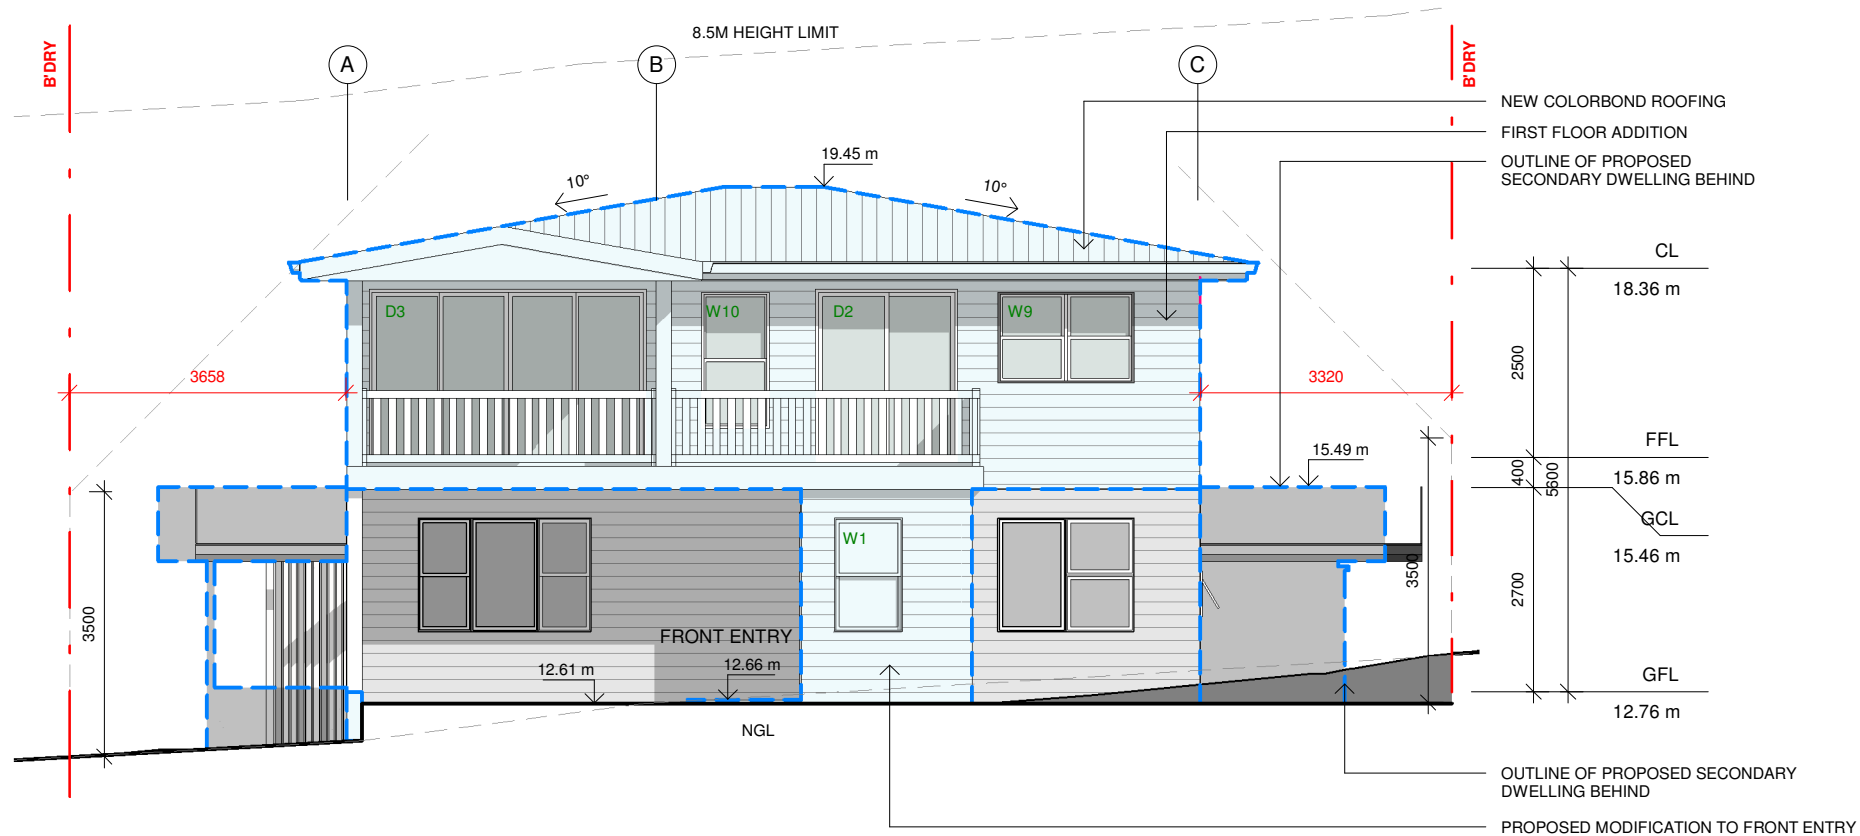 8.5M HEIGHT LIMIT
B'DRY
A
B
C
B'DRY
NEW COLORBOND ROOFING
FIRST FLOOR ADDITION
OUTLINE OF PROPOSED
SECONDARY DWELLING BEHIND
19.45 m
10°
10°
CL
18.36 m
D3
W10
D2
W9
2500
3658
3320
FFL
15.49 m
15.86 m
400
5600
GCL
15.46 m
W1
3500
2700
3500
FRONT ENTRY
12.61 m
12.66 m
GFL
12.76 m
NGL
OUTLINE OF PROPOSED SECONDARY
DWELLING BEHIND
PROPOSED MODIFICATION TO FRONT ENTRY